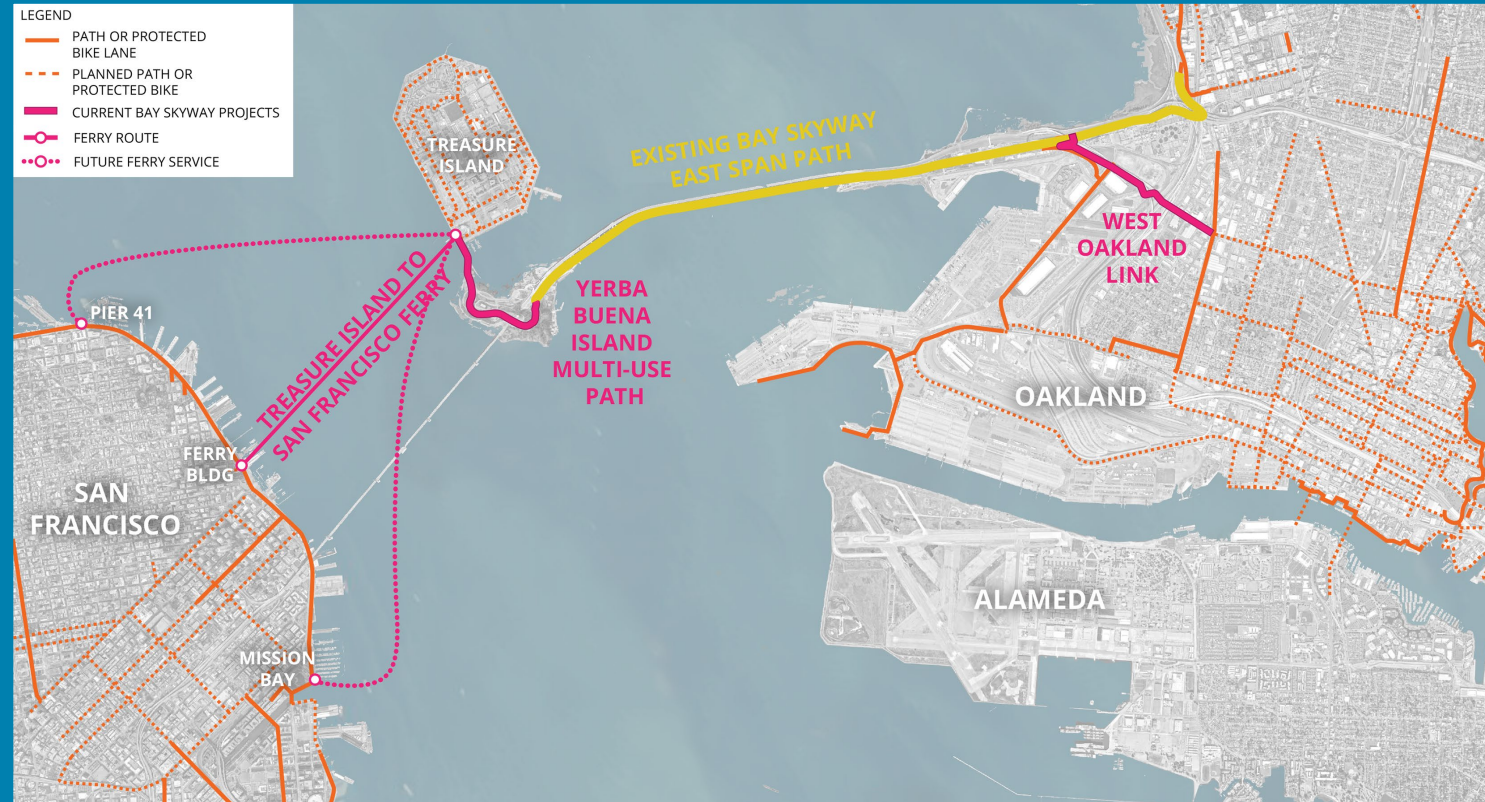 LEGEND
PATH OR PROTECTED
BIKE LANE
PLANNED PATH OR
PROTECTED BIKE
CURRENT BAY SKYWAY PROJECTS
FERRY ROUTE
FUTURE FERRY SERVICE
TREASURE
ISLAND
EXISTING BAY SKYWAY
EAST SPAN PATH
WEST
OAKLAND
LINK
PIER 41
TREASURE ISLAND TO
SAN FRANCISCO FERRY
YERBA
BUENA
ISLAND
MULTI-USE
PATH
OAKLAND
FERRY
BLDG
SAN
FRANCISCO
ALAMEDA
MISSION
BAY